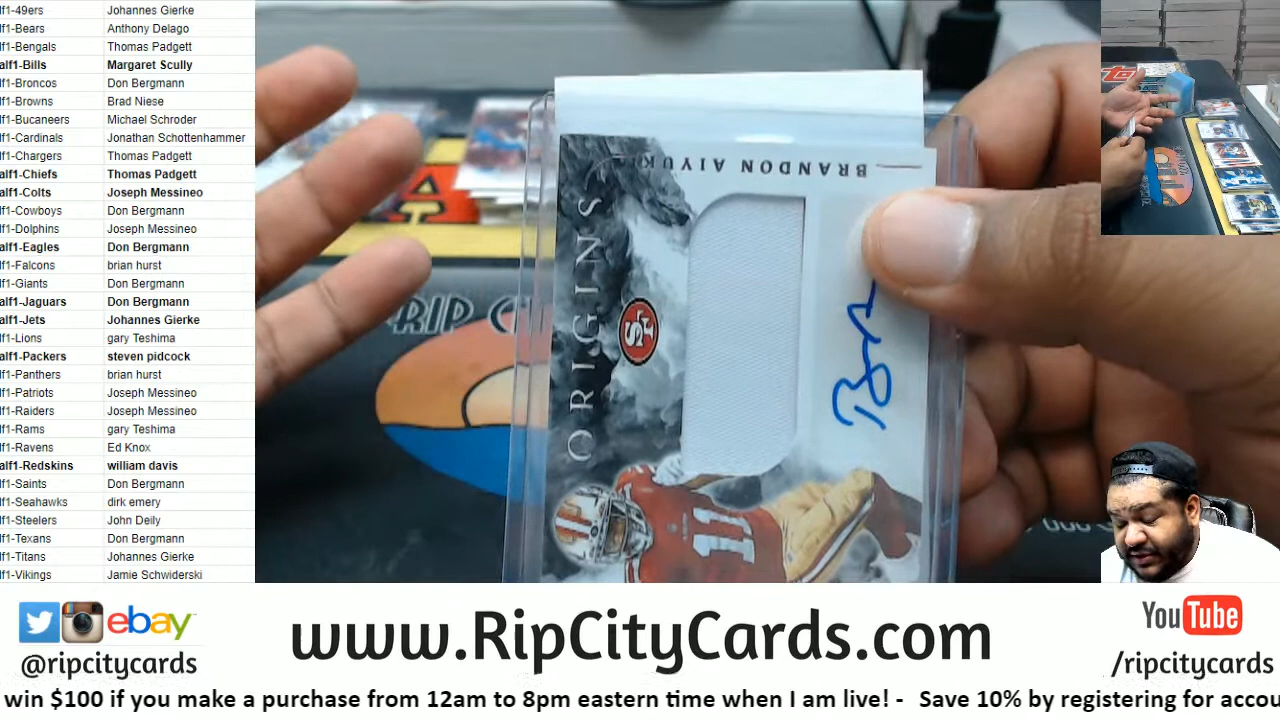 lf1-49ers Johannes Gierke
lf1-Bears Anthony Delago
lf1-Bengals Thomas Padgett
alf1-Bills Margaret Scully
lf1-Broncos Don Bergmann
lf1-Browns Brad Niese
lf1-Bucaneers Michael Schroder
lf1-Cardinals Jonathan Schottenhammer
lf1-Chargers Thomas Padgett
alf1-Chiefs Thomas Padgett
alf1-Colts Joseph Messineo
lf1-Cowboys Don Bergmann
lf1-Dolphins Joseph Messineo
alf1-Eagles Don Bergmann
lf1-Falcons brian hurst
lf1-Giants Don Bergmann
alf1-Jaguars Don Bergmann
alf1-Jets Johannes Gierke
lf1-Lions gary Teshima
alf1-Packers steven pidcock
lf1-Panthers brian hurst
lf1-Patriots Joseph Messineo
lf1-Raiders Joseph Messineo
lf1-Rams gary Teshima
lf1-Ravens Ed Knox
alf1-Redskins william davis
lf1-Saints Don Bergmann
lf1-Seahawks dirk emery
lf1-Steelers John Deily
lf1-Texans Don Bergmann
lf1-Titans Johannes Gierke
lf1-Vikings Jamie Schwiderski
BRANDON AIYUK
ORIGINS
SF
11
RIP C
ebay
@ripcitycards
www.RipCityCards.com
YouTube
/ripcitycards
win $100 if you make a purchase from 12am to 8pm eastern time when I am live! - Save 10% by registering for accou